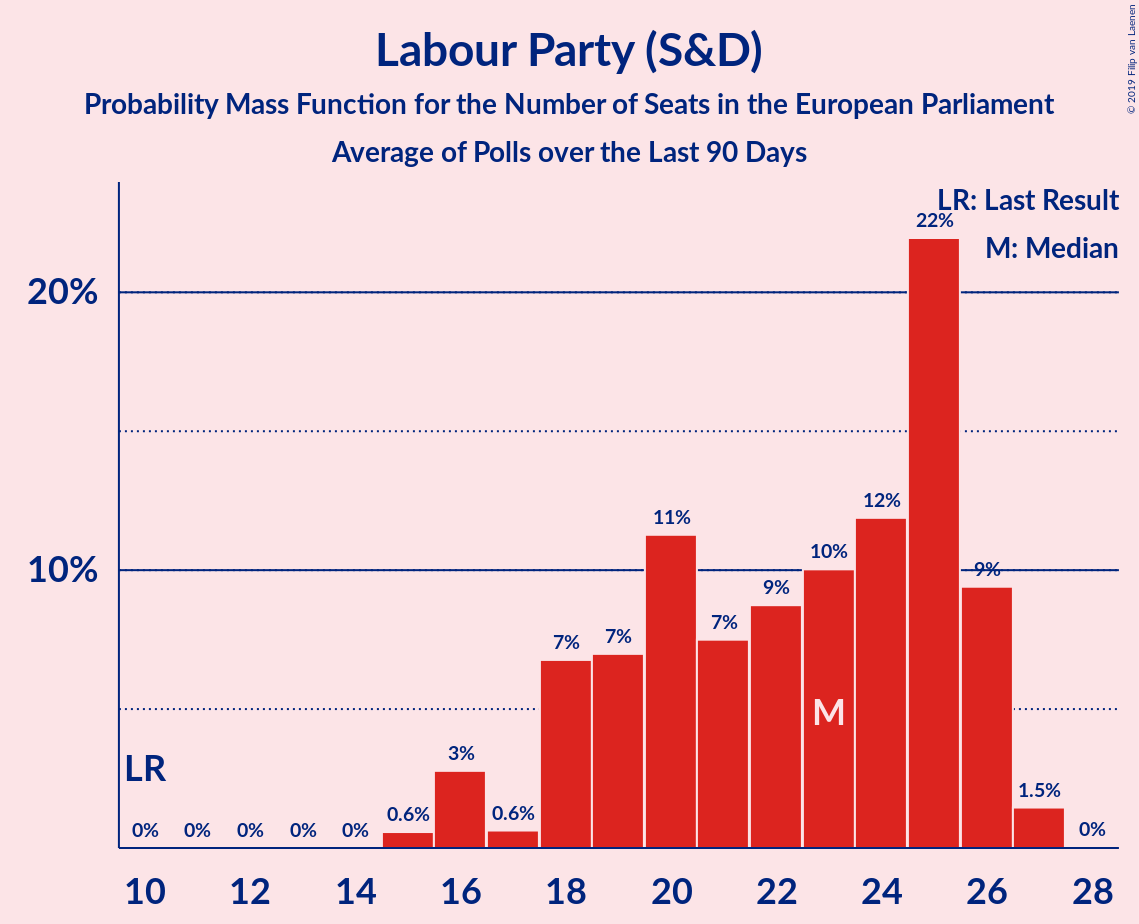 Labour Party (S&D)
Probability Mass Function for the Number of Seats in the European Parliament
Average of Polls over the Last 90 Days
© 2019 Filip van Laenen
LR: Last Result
M: Median
20%
10%
22%
12%
11%
10%
9%
9%
7%
7%
7%
M
3%
LR
1.5%
0.6%
0.6%
0% 0% 0% 0% 0% 0%
10 12 14 16 18 20 22 24 26 28